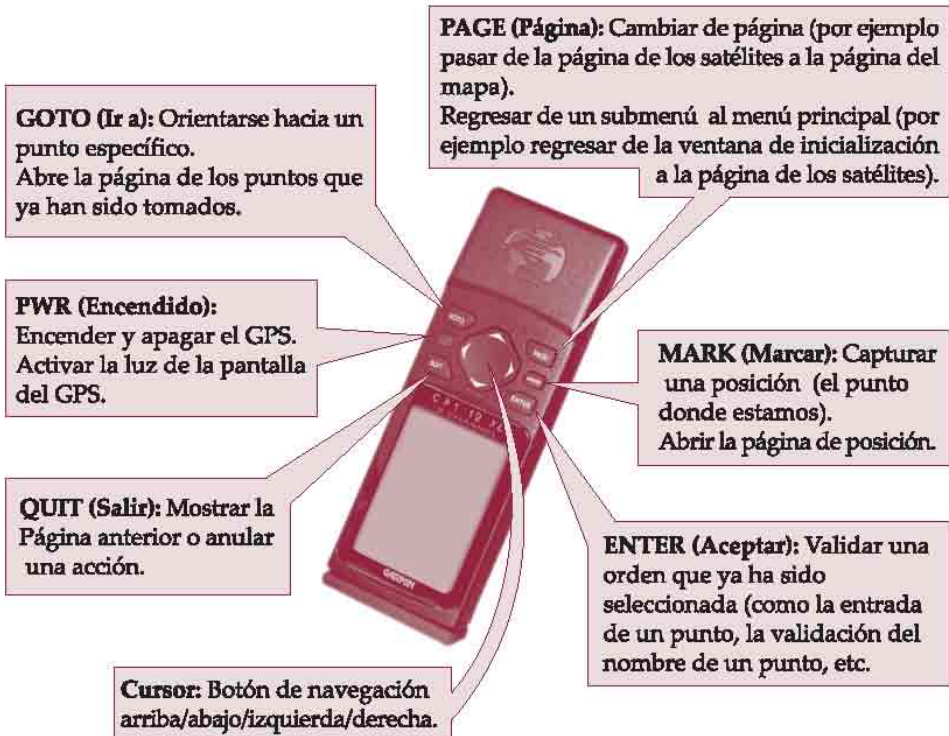 PAGE (Página): Cambiar de página (por ejemplo
pasar de la página de los satélites a la página del
mapa).
Regresar de un submenú al menú principal (por
ejemplo regresar de la ventana de inicialización
a la página de los satélites).
GOTO (Ir a): Orientarse hacia un
punto específico.
Abre la página de los puntos que
ya han sido tomados.
PWR (Encendido):
Encender y apagar el GPS.
Activar la luz de la pantalla
del GPS.
MARK (Marcar): Capturar
una posición (el punto
donde estamos).
Abrir la página de posición.
QUIT (Salir): Mostrar la
Página anterior o anular
una acción.
ENTER (Aceptar): Validar una
orden que ya ha sido
seleccionada (como la entrada
de un punto, la validación del
nombre de un punto, etc.
Cursor: Botón de navegación
arriba/abajo/izquierda/derecha.
GOTO
PAGE
QUIT
ENTER
GARMIN